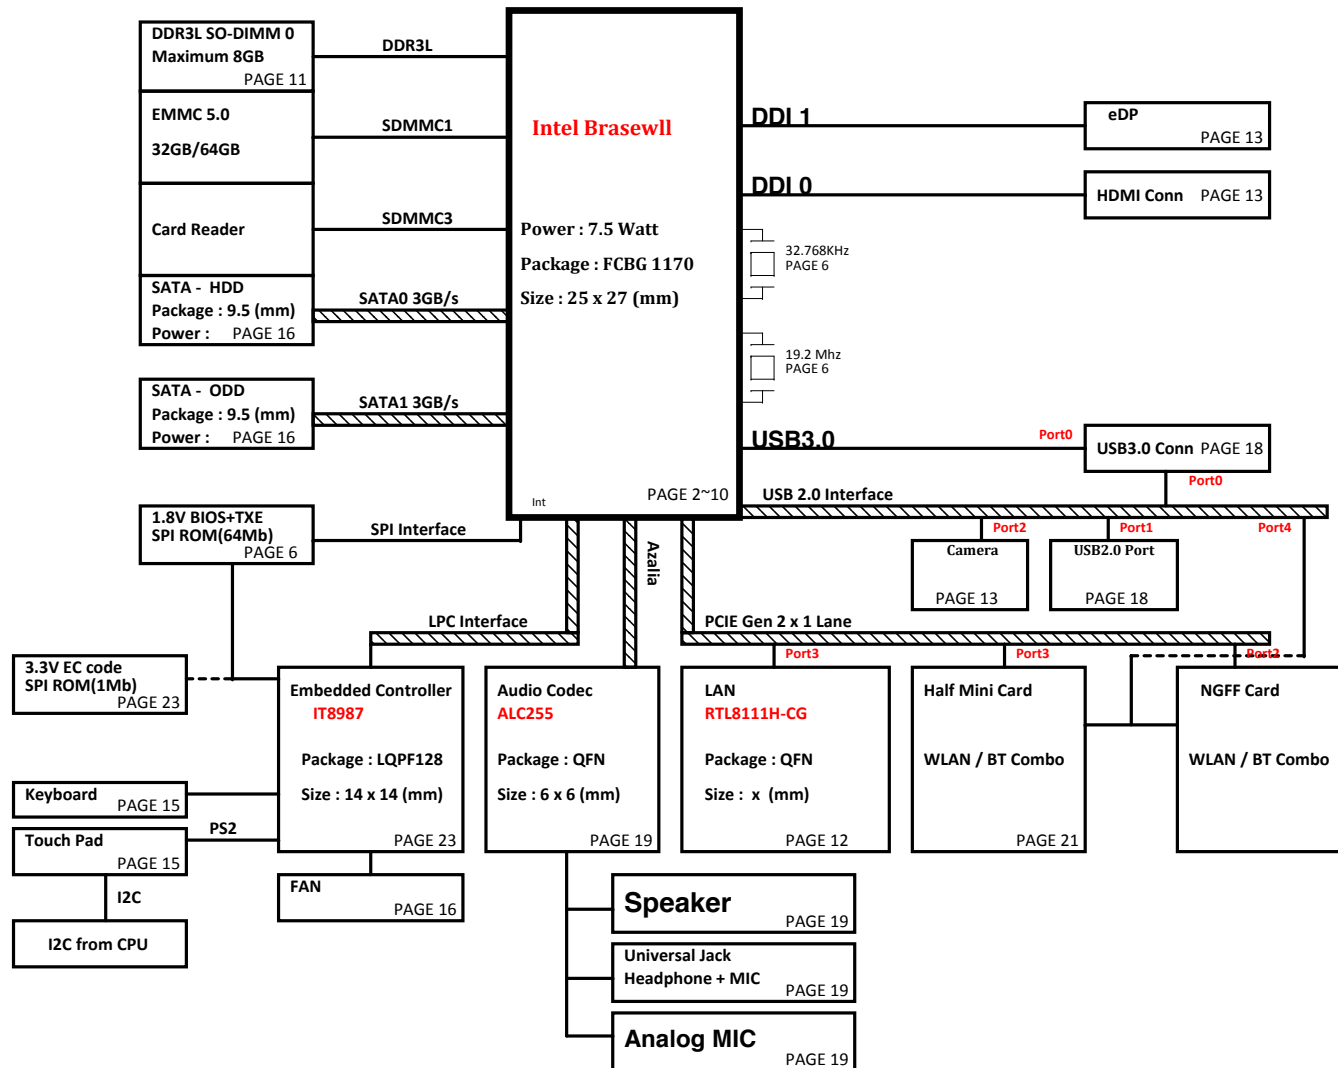 DDR3L SO-DIMM 0
Maximum 8GB
PAGE 11
DDR3L
EMMC 5.0
32GB/64GB
SDMMC1
Card Reader
SDMMC3
SATA - HDD
Package : 9.5 (mm)
Power : PAGE 16
SATA0 3GB/s
SATA - ODD
Package : 9.5 (mm)
Power : PAGE 16
SATA1 3GB/s
Intel Brasewll
Power : 7.5 Watt
Package : FCBG 1170
Size : 25 x 27 (mm)
Int
PAGE 2~10
DDI 1
eDP
PAGE 13
DDI 0
HDMI Conn PAGE 13
32.768KHz
PAGE 6
19.2 Mhz
PAGE 6
USB3.0
Port0
USB3.0 Conn PAGE 18
Port0
USB 2.0 Interface
Port2
Port1
Port4
Camera
PAGE 13
USB2.0 Port
PAGE 18
1.8V BIOS+TXE
SPI ROM(64Mb)
PAGE 6
SPI Interface
Azalia
LPC Interface
PCIE Gen 2 x 1 Lane
Port3
Port3
Port2
3.3V EC code
SPI ROM(1Mb)
PAGE 23
Embedded Controller
IT8987
Package : LQPF128
Size : 14 x 14 (mm)
PAGE 23
Audio Codec
ALC255
Package : QFN
Size : 6 x 6 (mm)
PAGE 19
LAN
RTL8111H-CG
Package : QFN
Size : x (mm)
PAGE 12
Half Mini Card
WLAN / BT Combo
PAGE 21
NGFF Card
WLAN / BT Combo
Keyboard
PAGE 15
PS2
Touch Pad
PAGE 15
I2C
I2C from CPU
FAN
PAGE 16
Speaker
PAGE 19
Universal Jack
Headphone + MIC
PAGE 19
Analog MIC
PAGE 19